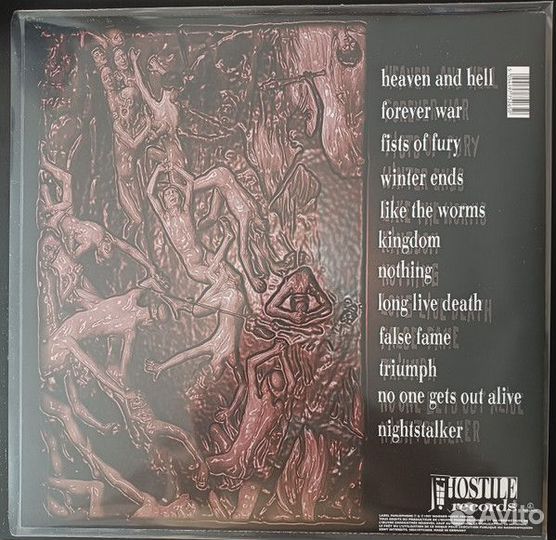 heaven and hell
forever war
fists of fury
winter ends
like the worms
kingdom
nothing
long live death
false fame
triumph
no one gets out alive
nightstalker
HOSTILE
records
Avito